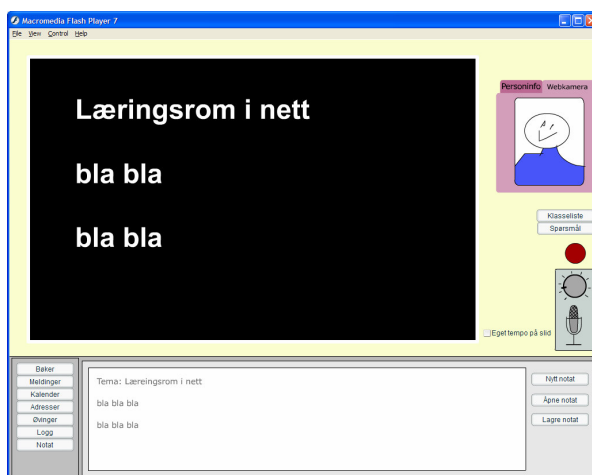 Macromedia Flash Player 7
File View Control Help
Læringsrom i nett
bla bla
bla bla
Personinfo Webkamera
Klasseliste
Spørsmål
Eget tempo på slid
Bøker
Meldinger
Kalender
Adresser
Øvinger
Logg
Notat
Tema: Læreingsrom i nett
bla bla bla
bla bla bla
Nytt notat
Åpne notat
Lagre notat